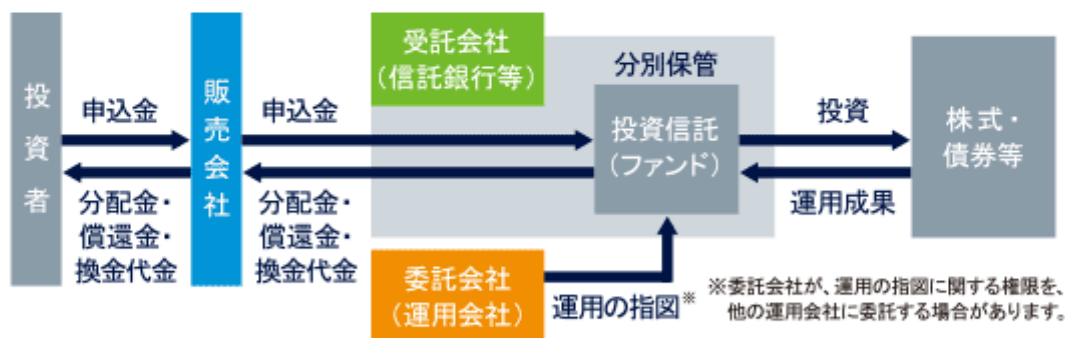 投資者
申込金
分配金・
償還金・
換金代金
販売会社
申込金
分配金・
償還金・
換金代金
受託会社
(信託銀行等)
分別保管
投資信託
(ファンド)
委託会社
(運用会社)
運用の指図※
投資
運用成果
株式・
債券等
※委託会社が、運用の指図に関する権限を、
他の運用会社に委託する場合があります。